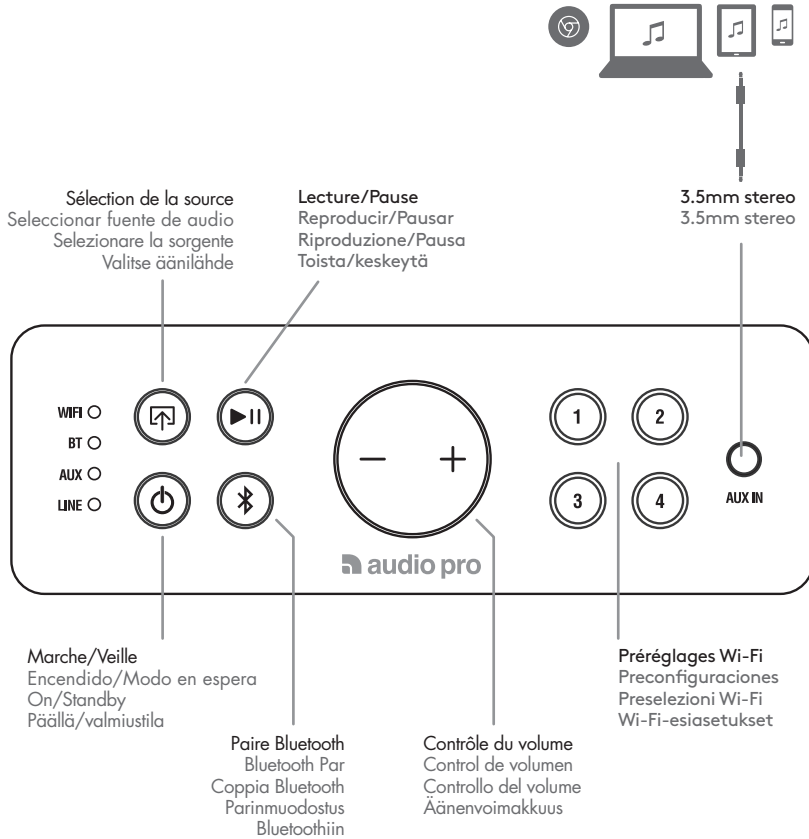 Sélection de la source
Seleccionar fuente de audio
Selezionare la sorgente
Valitse äänilähde
Lecture/Pause
Reproducir/Pausar
Riproduzione/Pausa
Toista/keskeytä
3.5mm stereo
3.5mm stereo
WIFI
BT
AUX
LINE
1
2
3
4
AUX IN
audio pro
Marche/Veille
Encendido/Modo en espera
On/Standby
Päällä/valmiustila
Paire Bluetooth
Bluetooth Par
Coppia Bluetooth
Parinmuodostus
Bluetoothiin
Contrôle du volume
Control de volumen
Controllo del volume
Äänenvoimakkuus
Préréglages Wi-Fi
Preconfiguraciones
Preselezioni Wi-Fi
Wi-Fi-esiasetukset